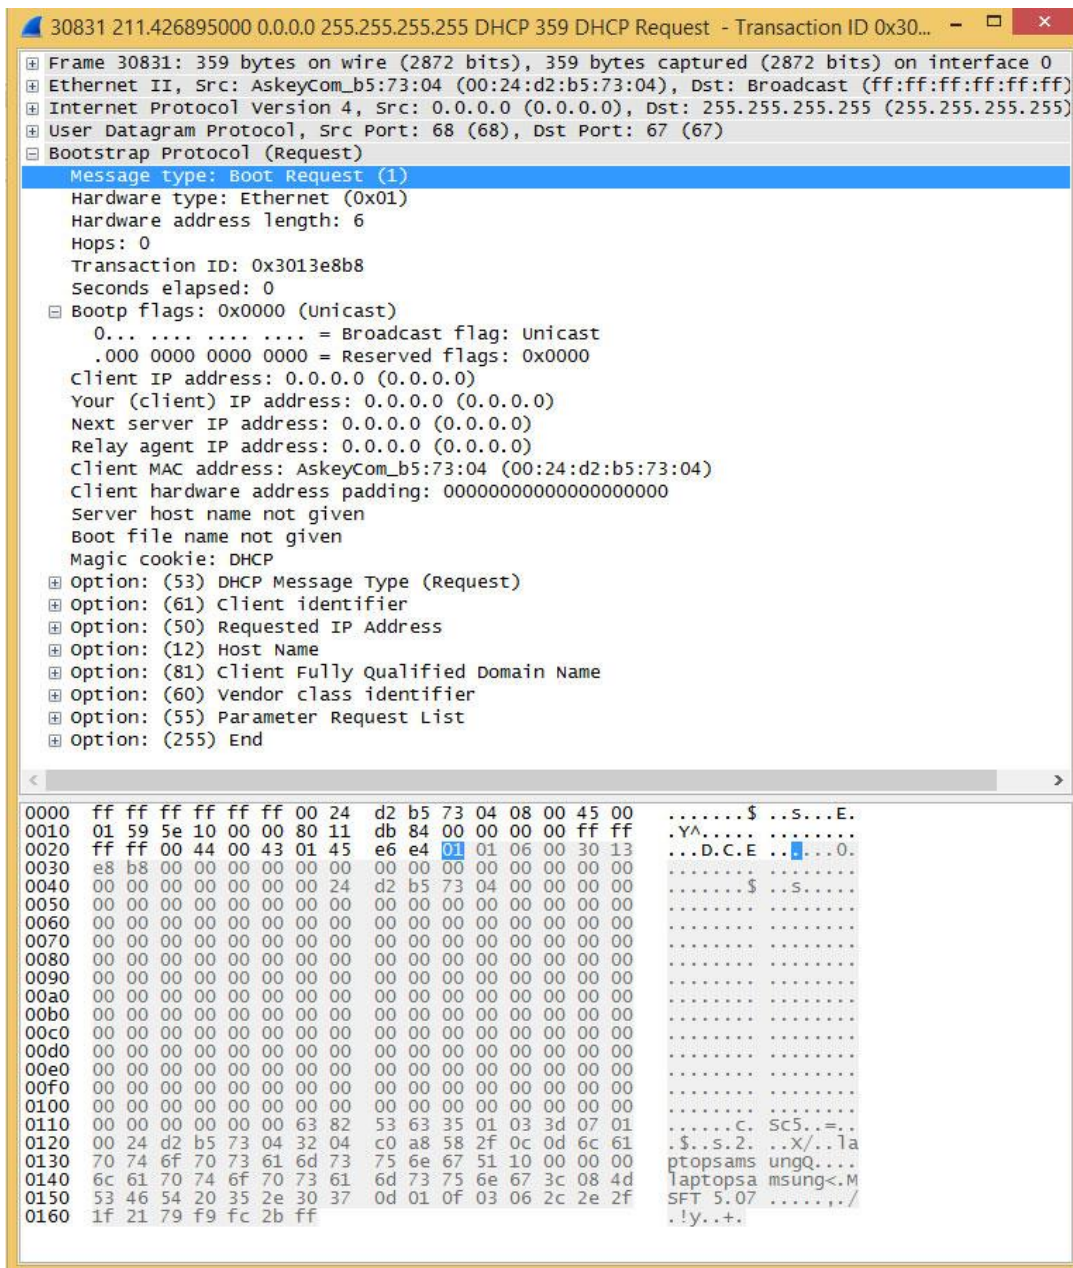 30831 211.426895000 0.0.0.0 255.255.255.255 DHCP 359 DHCP Request - Transaction ID 0x30...
Frame 30831: 359 bytes on wire (2872 bits), 359 bytes captured (2872 bits) on interface 0
Ethernet II, Src: AskeyCom_b5:73:04 (00:24:d2:b5:73:04), Dst: Broadcast (ff:ff:ff:ff:ff:ff)
Internet Protocol Version 4, Src: 0.0.0.0 (0.0.0.0), Dst: 255.255.255.255 (255.255.255.255)
User Datagram Protocol, Src Port: 68 (68), Dst Port: 67 (67)
Bootstrap Protocol (Request)
Message type: Boot Request (1)
Hardware type: Ethernet (0x01)
Hardware address length: 6
Hops: 0
Transaction ID: 0x3013e8b8
Seconds elapsed: 0
Bootp flags: 0x0000 (Unicast)
0... .... .... .... = Broadcast flag: Unicast
.000 0000 0000 0000 = Reserved flags: 0x0000
Client IP address: 0.0.0.0 (0.0.0.0)
Your (client) IP address: 0.0.0.0 (0.0.0.0)
Next server IP address: 0.0.0.0 (0.0.0.0)
Relay agent IP address: 0.0.0.0 (0.0.0.0)
Client MAC address: AskeyCom_b5:73:04 (00:24:d2:b5:73:04)
Client hardware address padding: 00000000000000000000
Server host name not given
Boot file name not given
Magic cookie: DHCP
Option: (53) DHCP Message Type (Request)
Option: (61) Client identifier
Option: (50) Requested IP Address
Option: (12) Host Name
Option: (81) Client Fully Qualified Domain Name
Option: (60) Vendor class identifier
Option: (55) Parameter Request List
Option: (255) End
0000 ff ff ff ff ff ff 00 24 d2 b5 73 04 08 00 45 00 .......$ ..s...E.
0010 01 59 5e 10 00 00 80 11 db 84 00 00 00 00 ff ff .Y^..... ........
0020 ff ff 00 44 00 43 01 45 e6 e4 01 01 06 00 30 13 ...D.C.E ......0.
0030 e8 b8 00 00 00 00 00 00 00 00 00 00 00 00 00 00 ........ ........
0040 00 00 00 00 00 00 00 24 d2 b5 73 04 00 00 00 00 .......$ ..s.....
0050 00 00 00 00 00 00 00 00 00 00 00 00 00 00 00 00 ........ ........
0060 00 00 00 00 00 00 00 00 00 00 00 00 00 00 00 00 ........ ........
0070 00 00 00 00 00 00 00 00 00 00 00 00 00 00 00 00 ........ ........
0080 00 00 00 00 00 00 00 00 00 00 00 00 00 00 00 00 ........ ........
0090 00 00 00 00 00 00 00 00 00 00 00 00 00 00 00 00 ........ ........
00a0 00 00 00 00 00 00 00 00 00 00 00 00 00 00 00 00 ........ ........
00b0 00 00 00 00 00 00 00 00 00 00 00 00 00 00 00 00 ........ ........
00c0 00 00 00 00 00 00 00 00 00 00 00 00 00 00 00 00 ........ ........
00d0 00 00 00 00 00 00 00 00 00 00 00 00 00 00 00 00 ........ ........
00e0 00 00 00 00 00 00 00 00 00 00 00 00 00 00 00 00 ........ ........
00f0 00 00 00 00 00 00 00 00 00 00 00 00 00 00 00 00 ........ ........
0100 00 00 00 00 00 00 00 00 00 00 00 00 00 00 00 00 ........ ........
0110 00 00 00 00 00 00 63 82 53 63 35 01 03 3d 07 01 ......c. Sc5..=..
0120 00 24 d2 b5 73 04 32 04 c0 a8 58 2f 0c 0d 6c 61 .$..s.2. ..X/..la
0130 70 74 6f 70 73 61 6d 73 75 6e 67 51 10 00 00 00 ptopsams ungQ....
0140 6c 61 70 74 6f 70 73 61 6d 73 75 6e 67 3c 08 4d laptopsa msung<.M
0150 53 46 54 20 35 2e 30 37 0d 01 0f 03 06 2c 2e 2f SFT 5.07 .....,./
0160 1f 21 79 f9 fc 2b ff .!y..+.